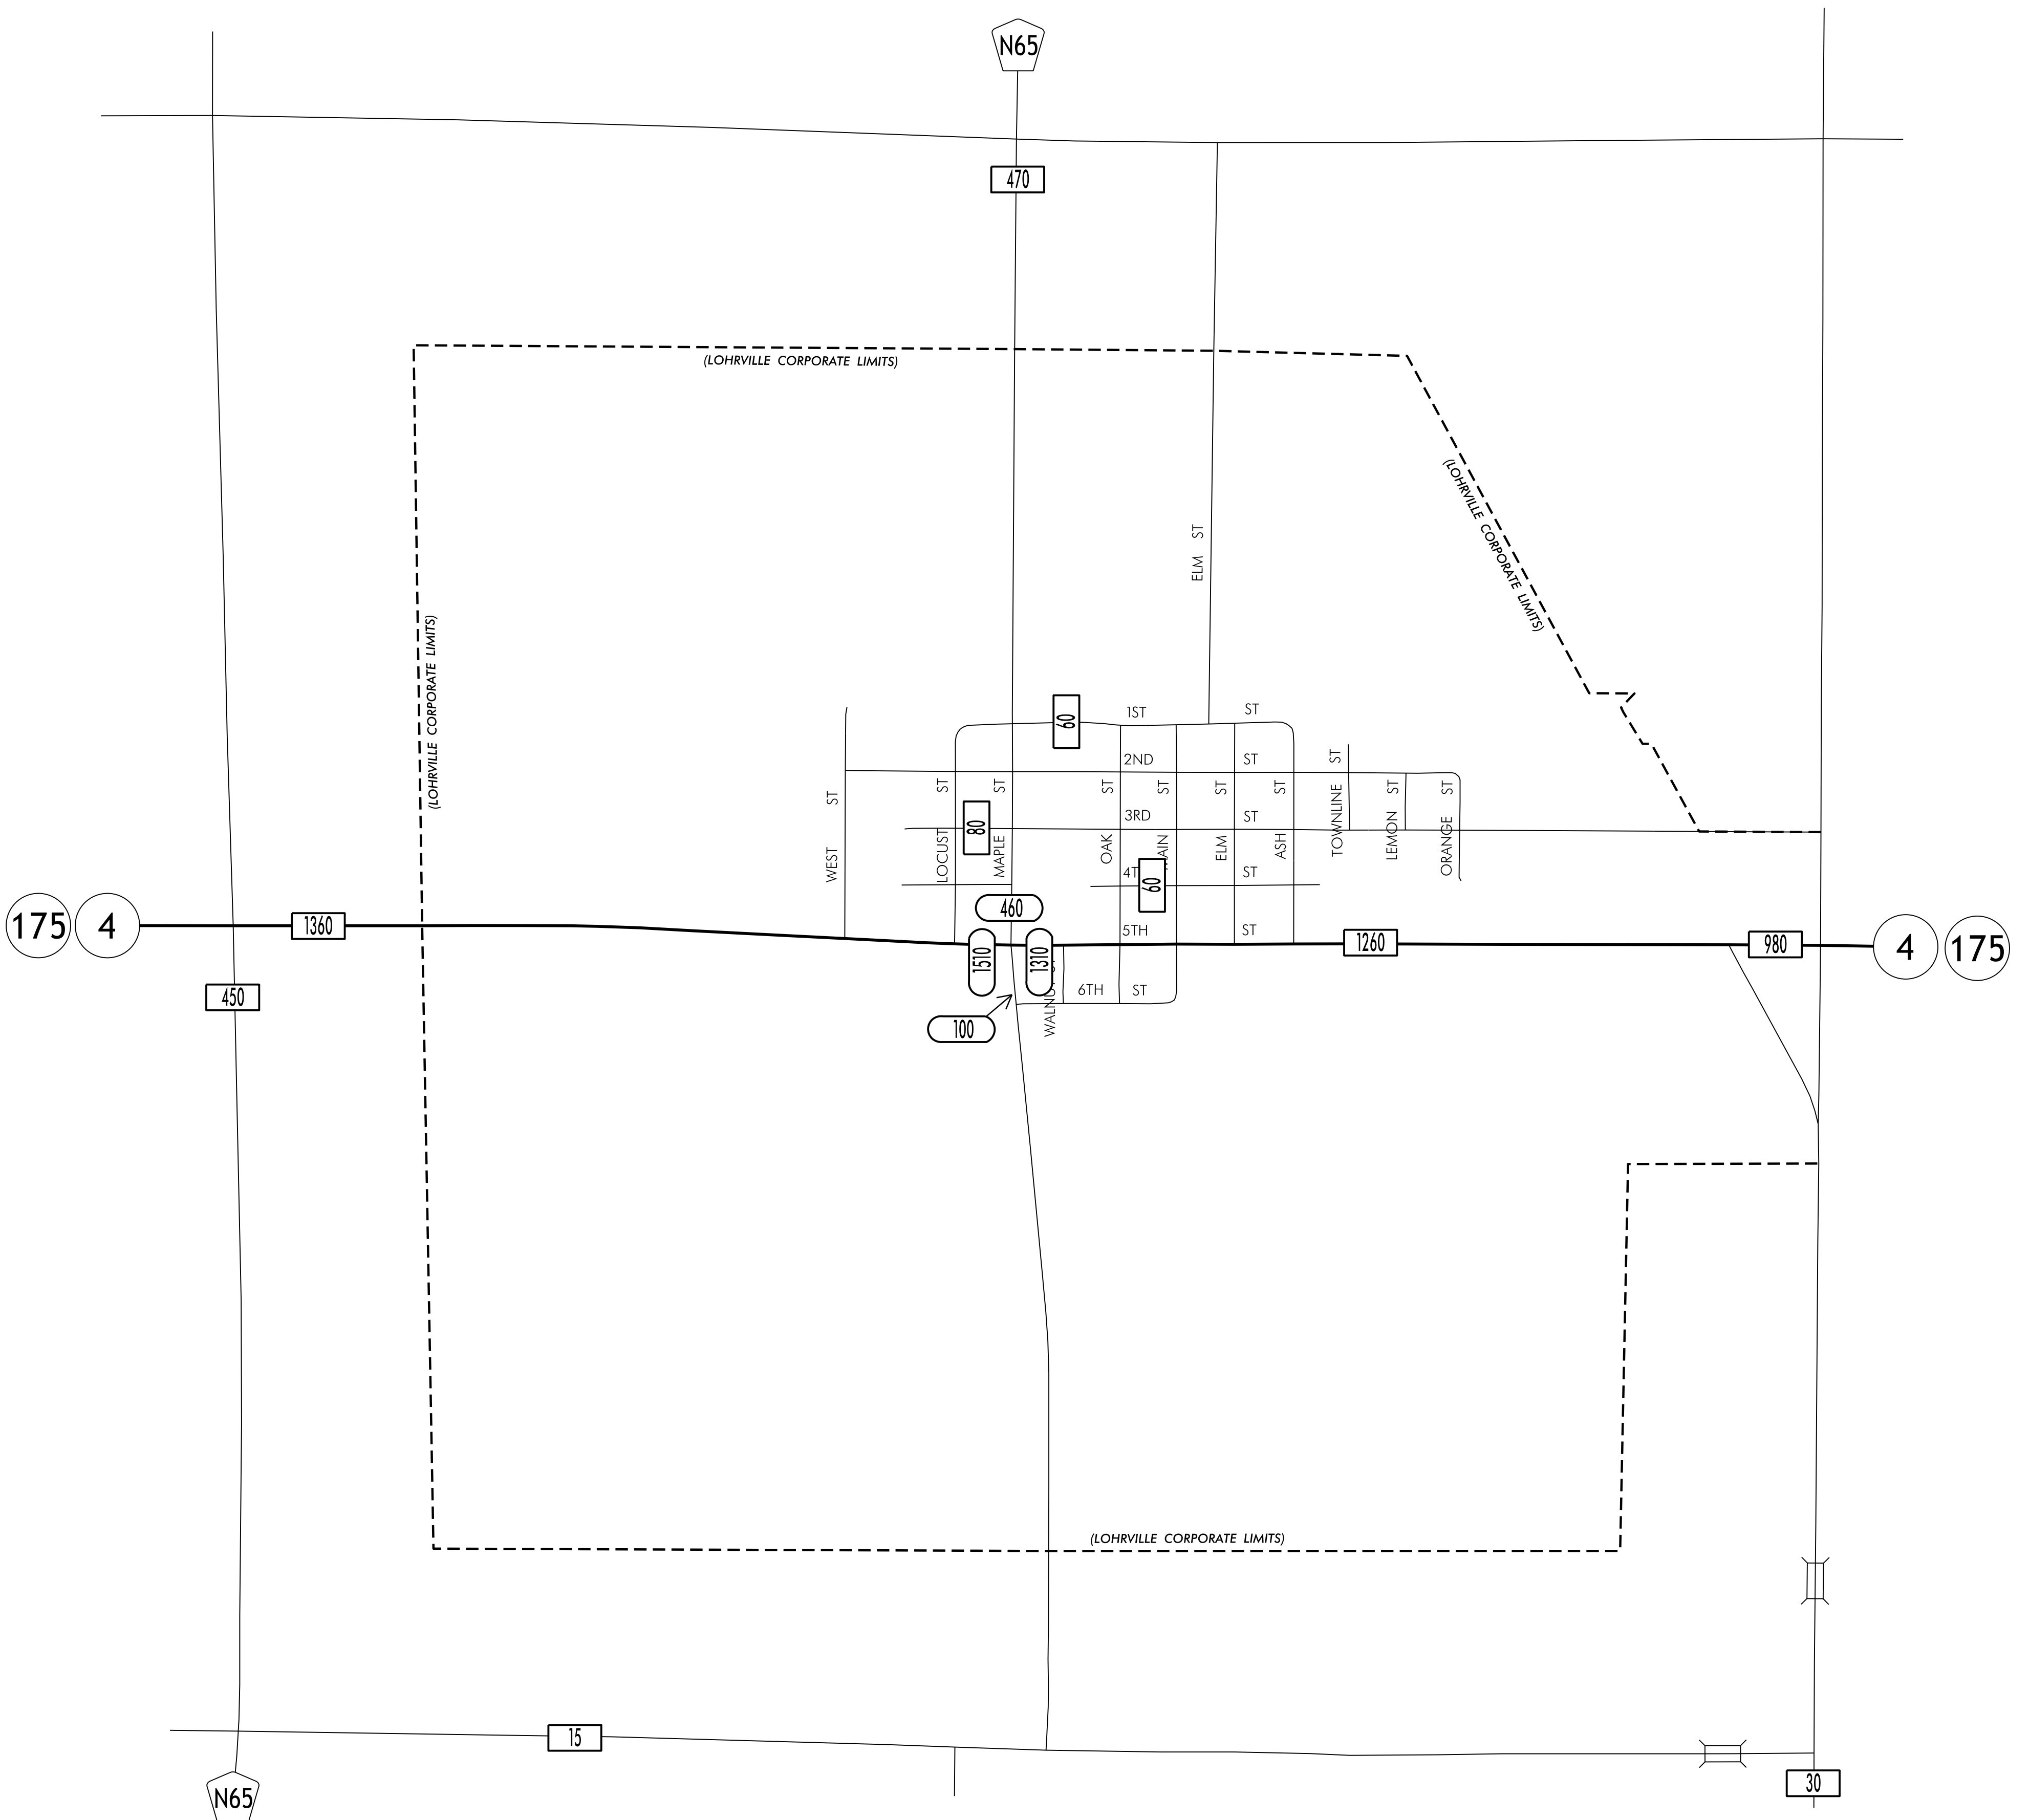 N65
470
(LOHRVILLE CORPORATE LIMITS)
(LOHRVILLE CORPORATE LIMITS)
ELM ST
(LOHRVILLE CORPORATE LIMITS)
60
1ST ST
2ND ST
3RD ST
WEST ST
LOCUST ST
80
MAPLE ST
OAK ST
ST
ELM ST
ASH ST
TOWNLINE ST
LEMON ST
ORANGE ST
60
ST
460
5TH ST
175
4
1360
1510
1310
1260
980
4
175
450
6TH ST
100
(LOHRVILLE CORPORATE LIMITS)
15
30
N65